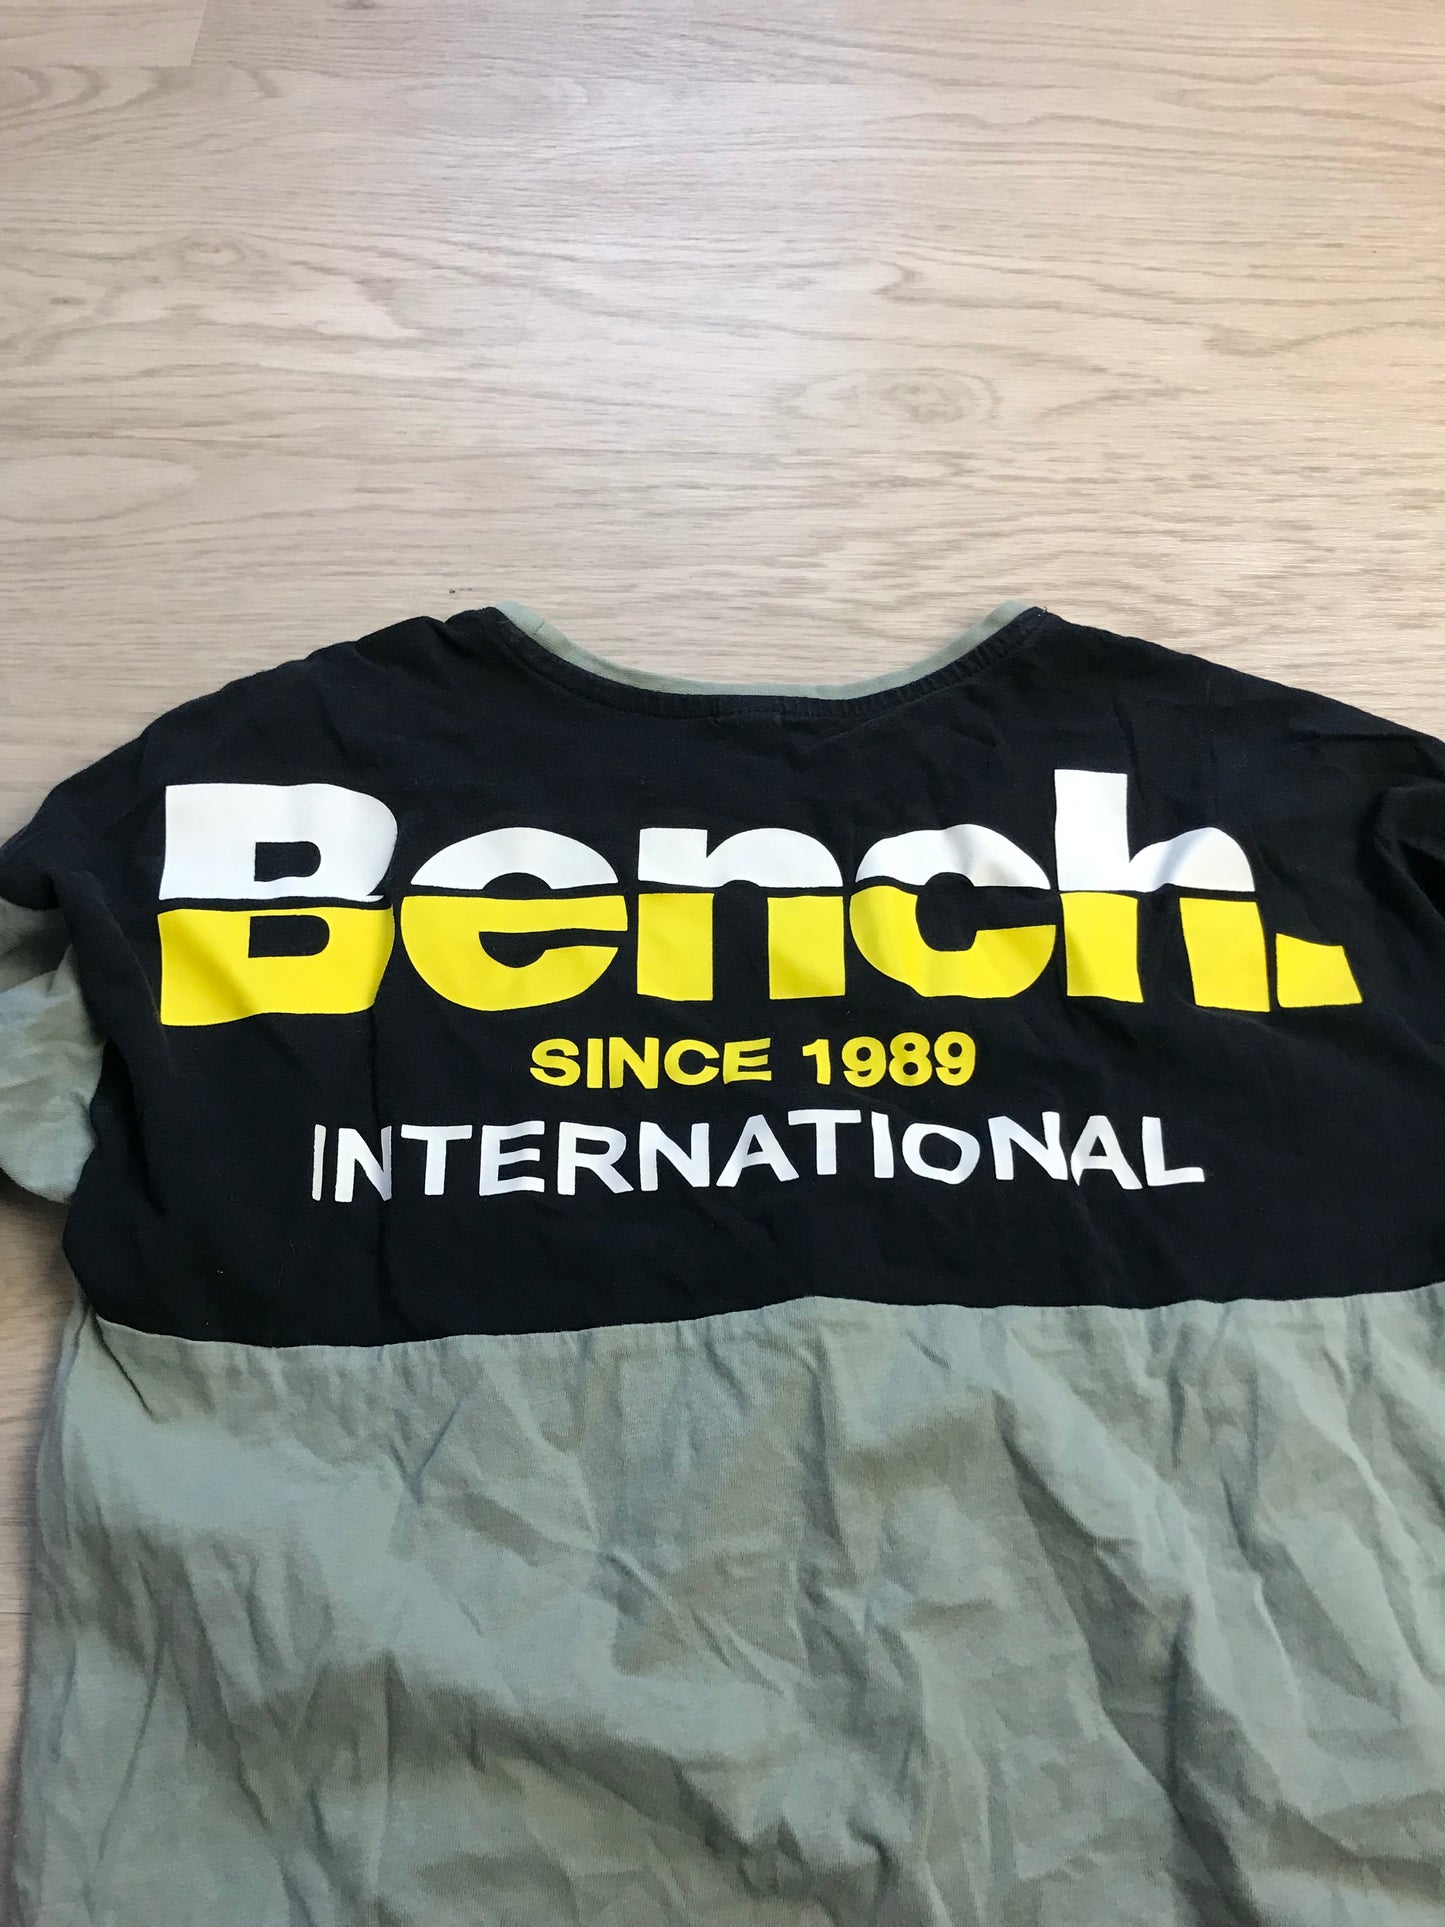 Bench.
SINCE 1989
INTERNATIONAL